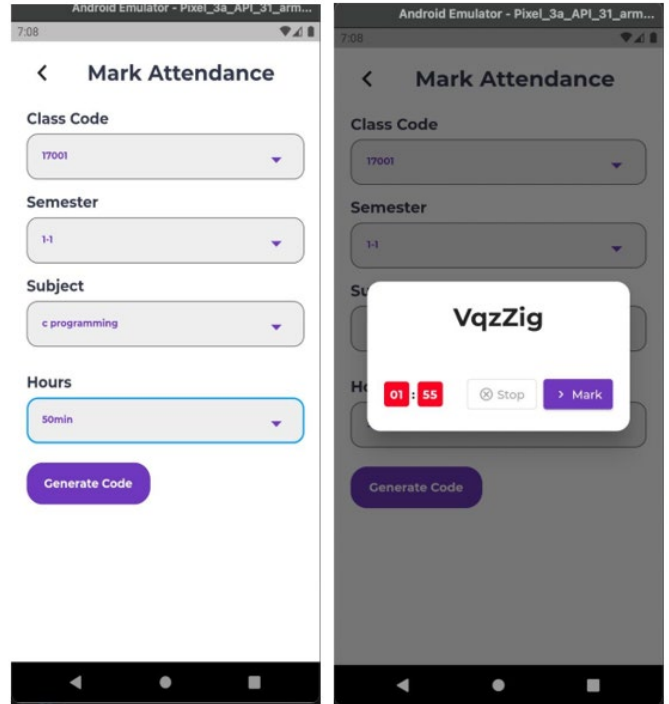 Android Emulator - Pixel_3a_API_31_arm...
7:08
Mark Attendance
Class Code
17001
Semester
1-1
Subject
c programming
Hours
50min
Generate Code
Android Emulator - Pixel_3a_API_31_arm...
7:08
Mark Attendance
Class Code
17001
Semester
1-1
Su
VqzZig
Ho
01 : 55
Stop
Mark
Generate Code